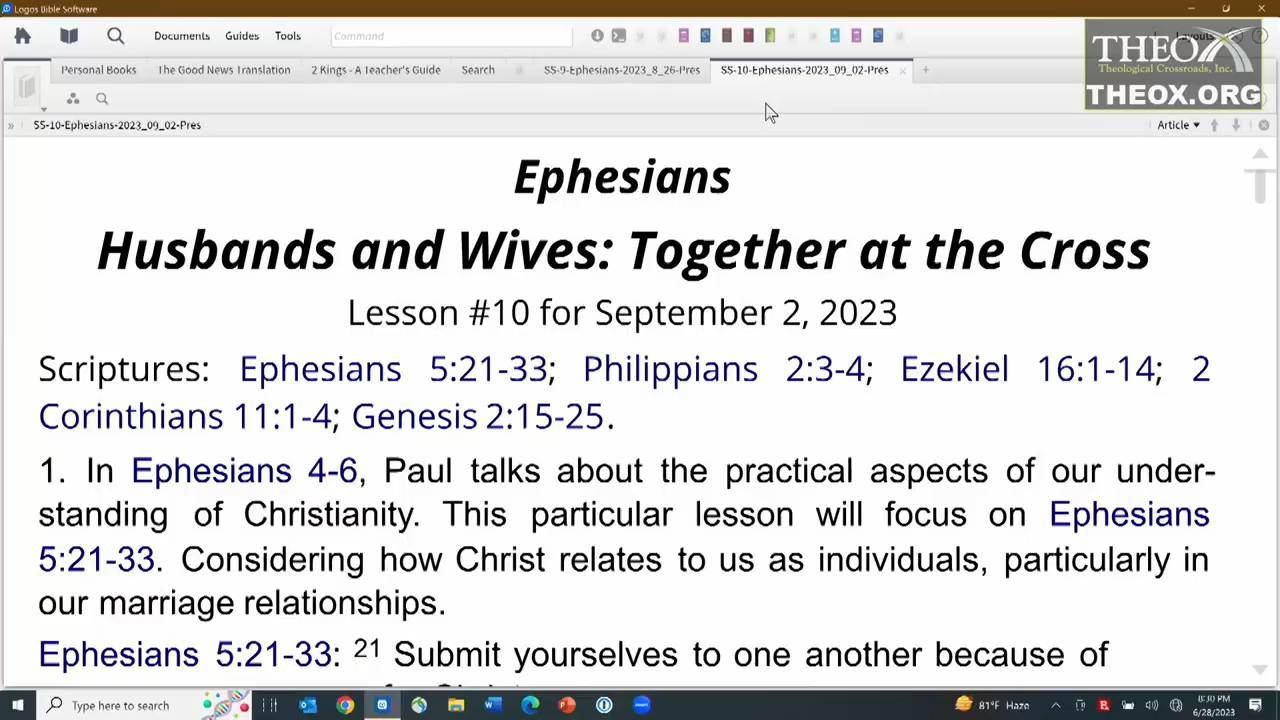 Logos Bible Software
Documents Guides Tools Command
THEOX
Theological Crossroads, Inc.
THEOX.ORG
Personal Books The Good News Translation 2 Kings - A Teacher's SS-9-Ephesians-2023_8_26-Pres SS-10-Ephesians-2023_09_02-Pres
SS-10-Ephesians-2023_09_02-Pres Article
Ephesians
Husbands and Wives: Together at the Cross
Lesson #10 for September 2, 2023
Scriptures: Ephesians 5:21-33; Philippians 2:3-4; Ezekiel 16:1-14; 2
Corinthians 11:1-4; Genesis 2:15-25.
1. In Ephesians 4-6, Paul talks about the practical aspects of our under-
standing of Christianity. This particular lesson will focus on Ephesians
5:21-33. Considering how Christ relates to us as individuals, particularly in
our marriage relationships.
Ephesians 5:21-33: 21 Submit yourselves to one another because of
Type here to search 81°F Haze 8:30 PM
6/28/2023